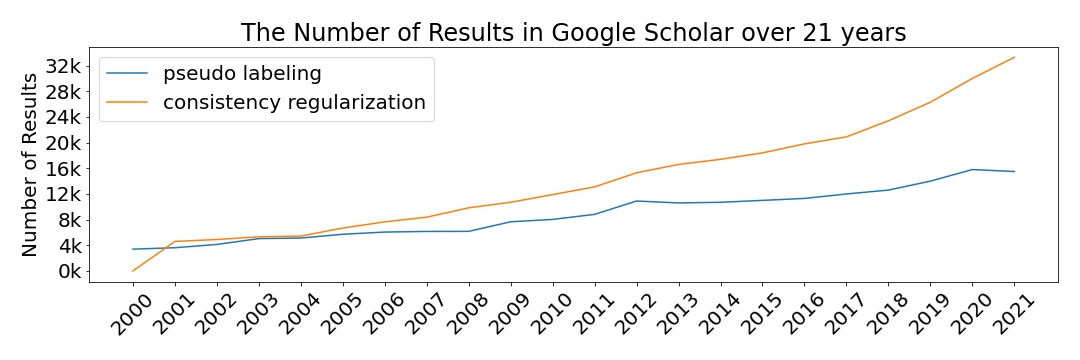 The Number of Results in Google Scholar over 21 years
Number of Results
32k
28k
24k
20k
16k
12k
8k
4k
0k
pseudo labeling
consistency regularization
2000
2001
2002
2003
2004
2005
2006
2007
2008
2009
2010
2011
2012
2013
2014
2015
2016
2017
2018
2019
2020
2021